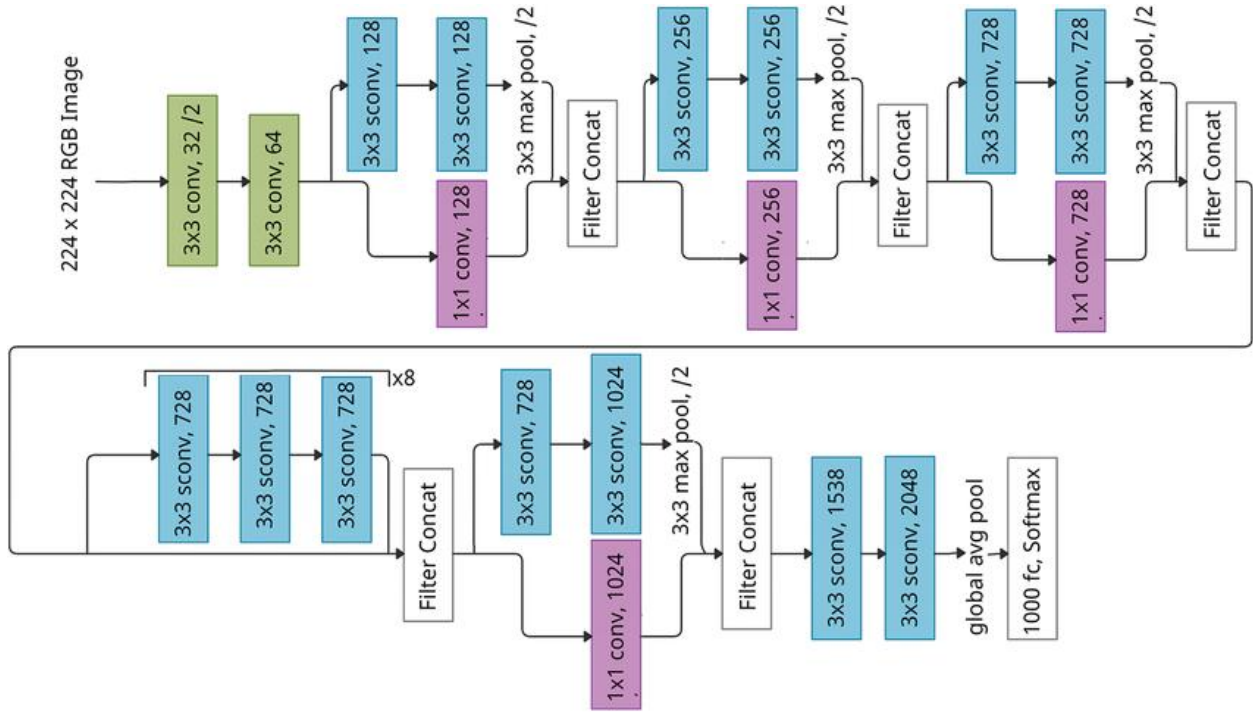 224 x 224 RGB Image
3x3 conv, 32 /2
3x3 conv, 64
3x3 sconv, 128
3x3 sconv, 128
3x3 max pool, /2
1x1 conv, 128
Filter Concat
3x3 sconv, 256
3x3 sconv, 256
3x3 max pool, /2
1x1 conv, 256
Filter Concat
3x3 sconv, 728
3x3 sconv, 728
3x3 max pool, /2
1x1 conv, 728
Filter Concat
3x3 sconv, 728
3x3 sconv, 728
3x3 sconv, 728
x8
Filter Concat
3x3 sconv, 728
3x3 sconv, 1024
3x3 max pool, /2
1x1 conv, 1024
Filter Concat
3x3 sconv, 1538
3x3 sconv, 2048
global avg pool
1000 fc, Softmax